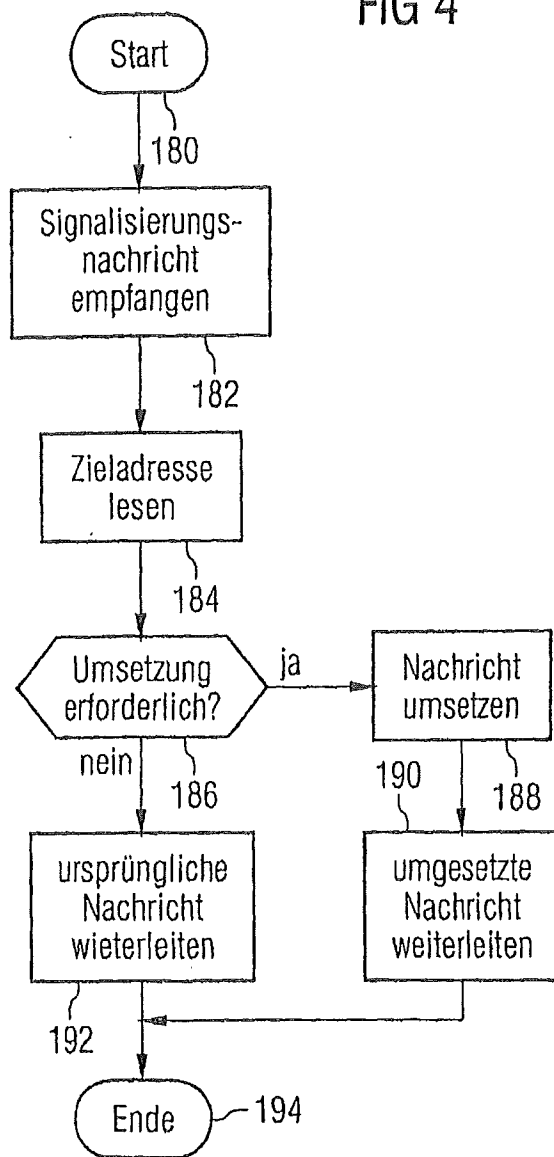 FIG 4
Start
180
Signalisierungs-
nachricht
empfangen
182
Zieladresse
lesen
184
Umsetzung
erforderlich?
ja
nein
186
Nachricht
umsetzen
188
190
ursprüngliche
Nachricht
wieterleiten
192
umgesetzte
Nachricht
weiterleiten
Ende
194